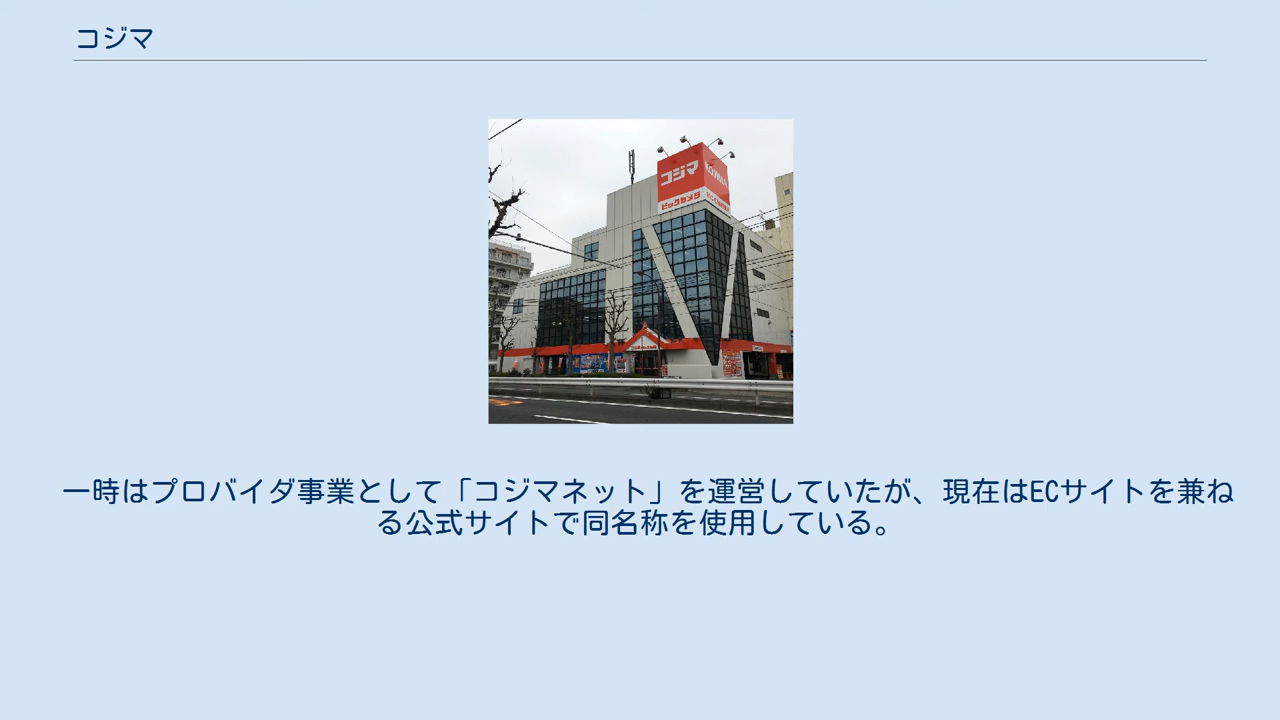 コジマ
コジマ
KOJIMA
ビックカメラ
一時はプロバイダ事業として「コジマネット」を運営していたが、現在はECサイトを兼ね
る公式サイトで同名称を使用している。